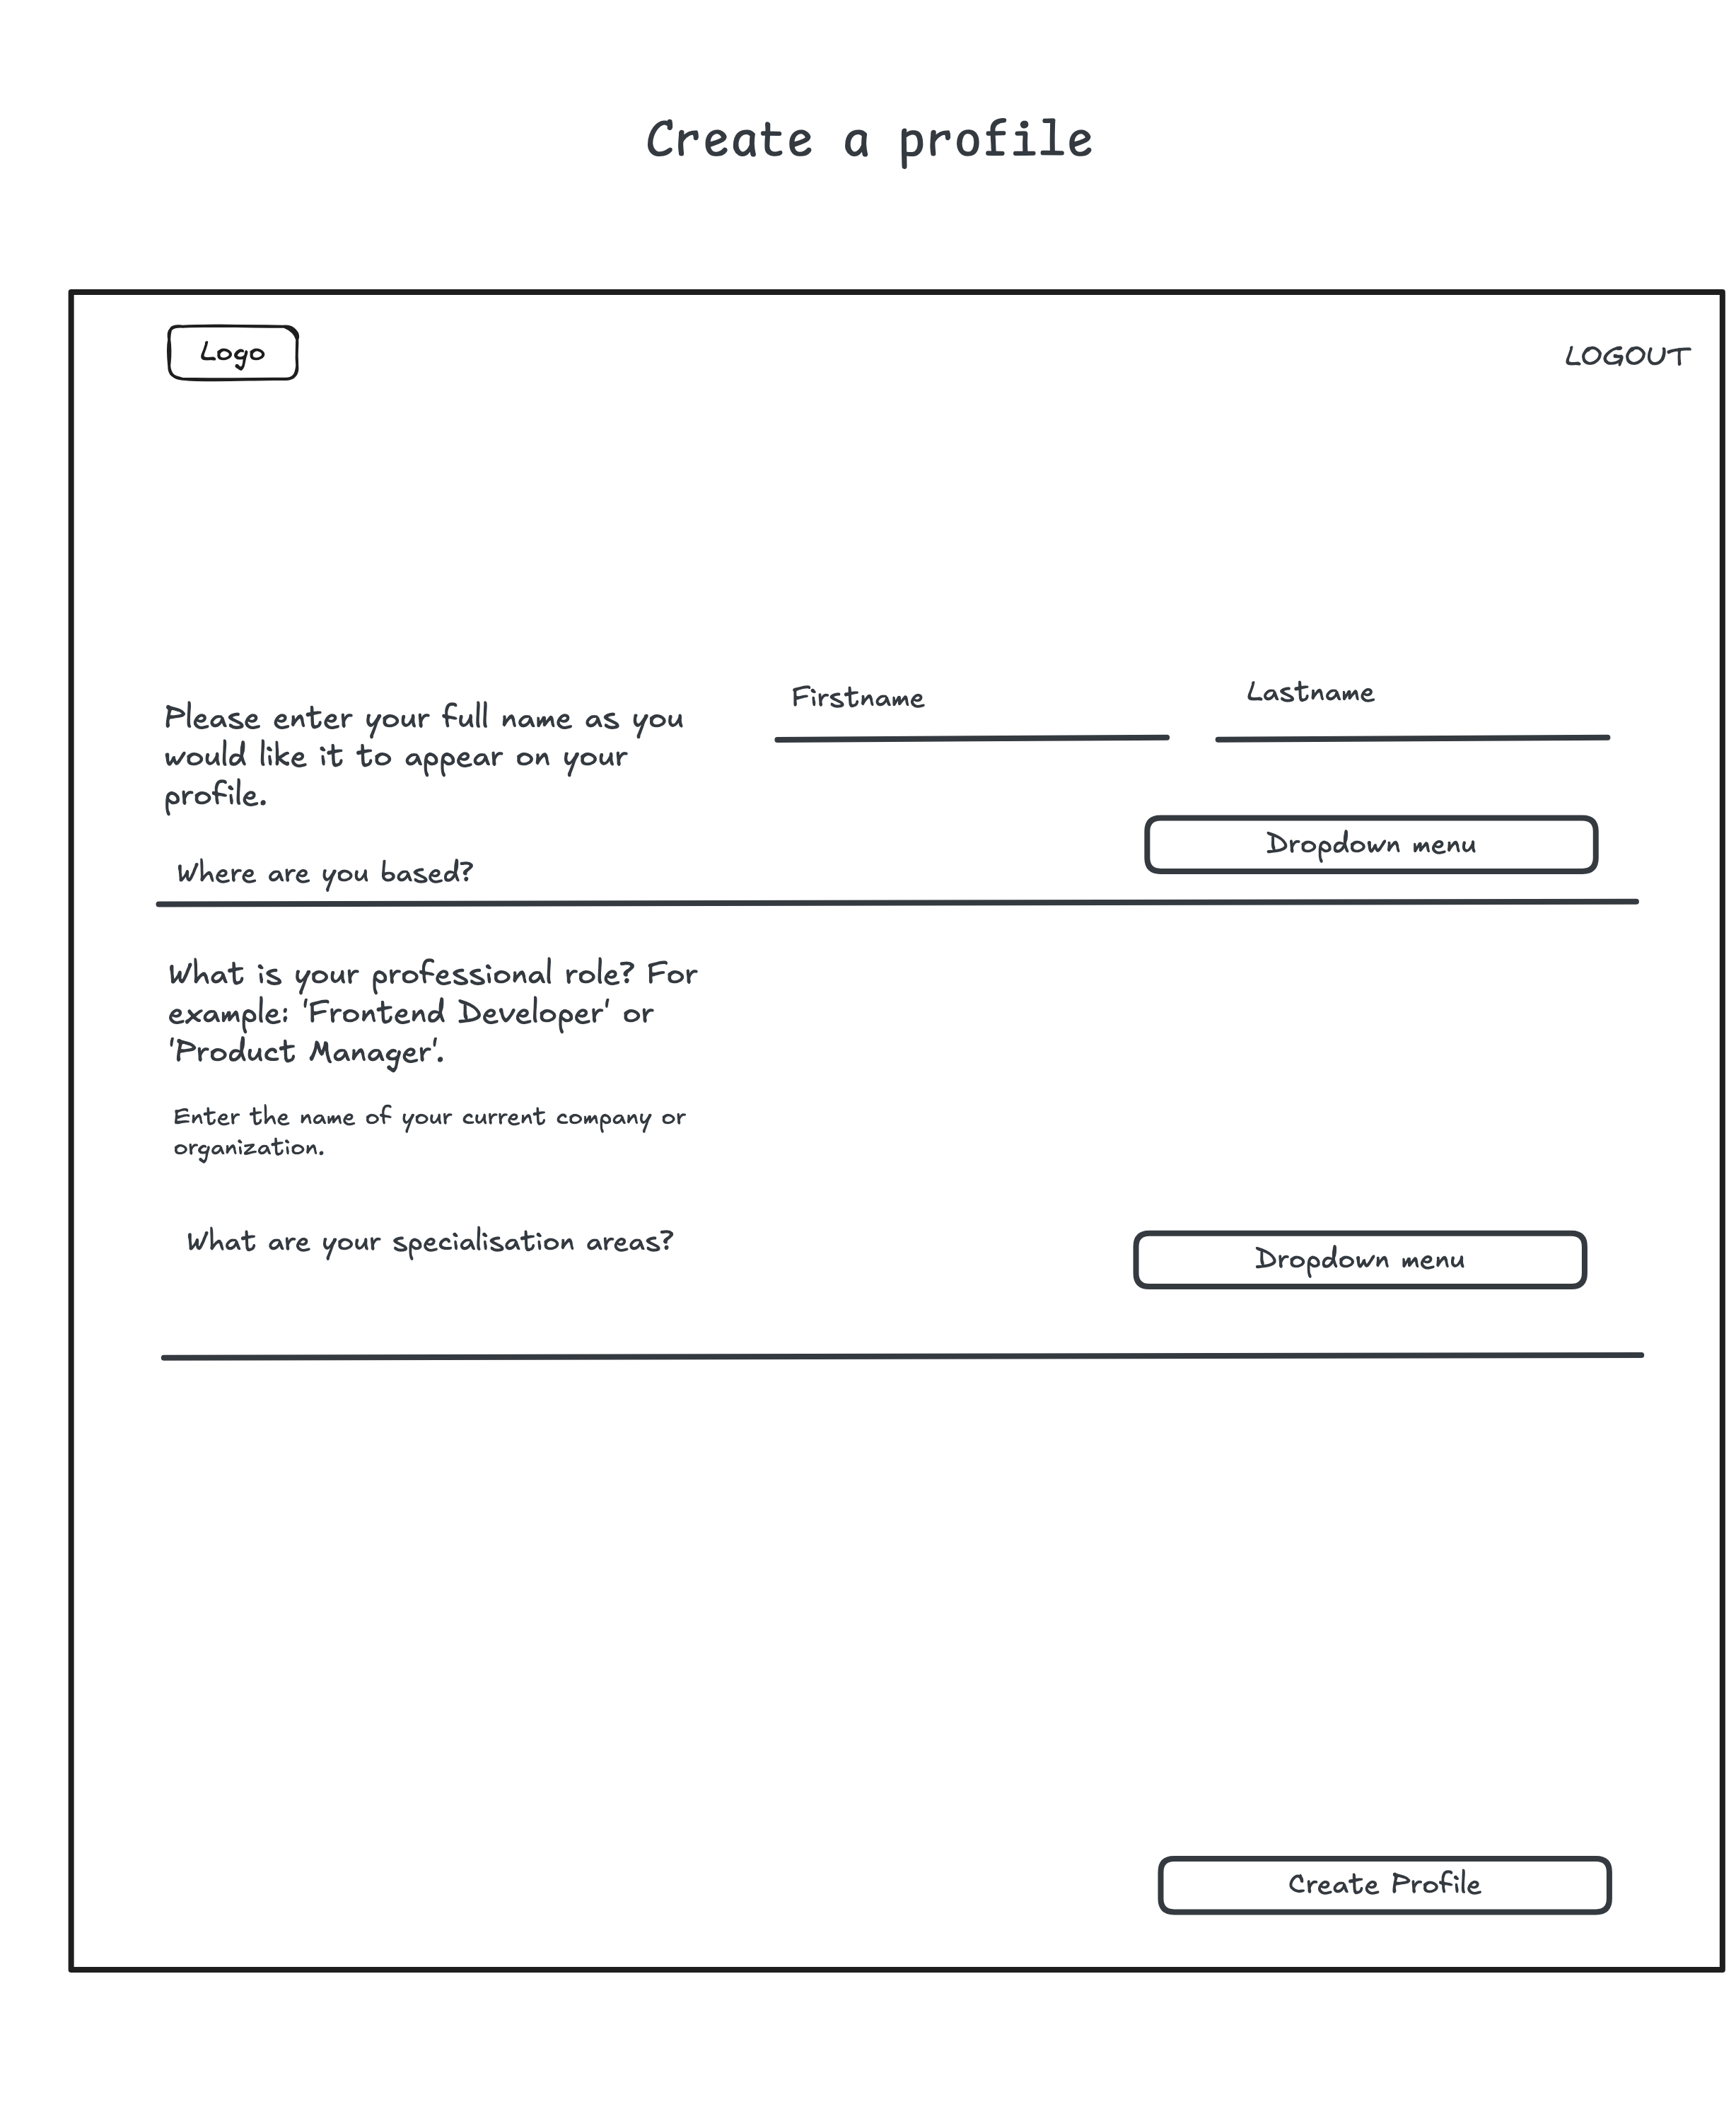 Create a profile
Logo
LOGOUT
Please enter your full name as you
would like it to appear on your
profile.
Firstname
Lastname
Where are you based?
Dropdown menu
What is your professional role? For
example: 'Frontend Developer' or
'Product Manager'.
Enter the name of your current company or
organization.
What are your specialisation areas?
Dropdown menu
Create Profile